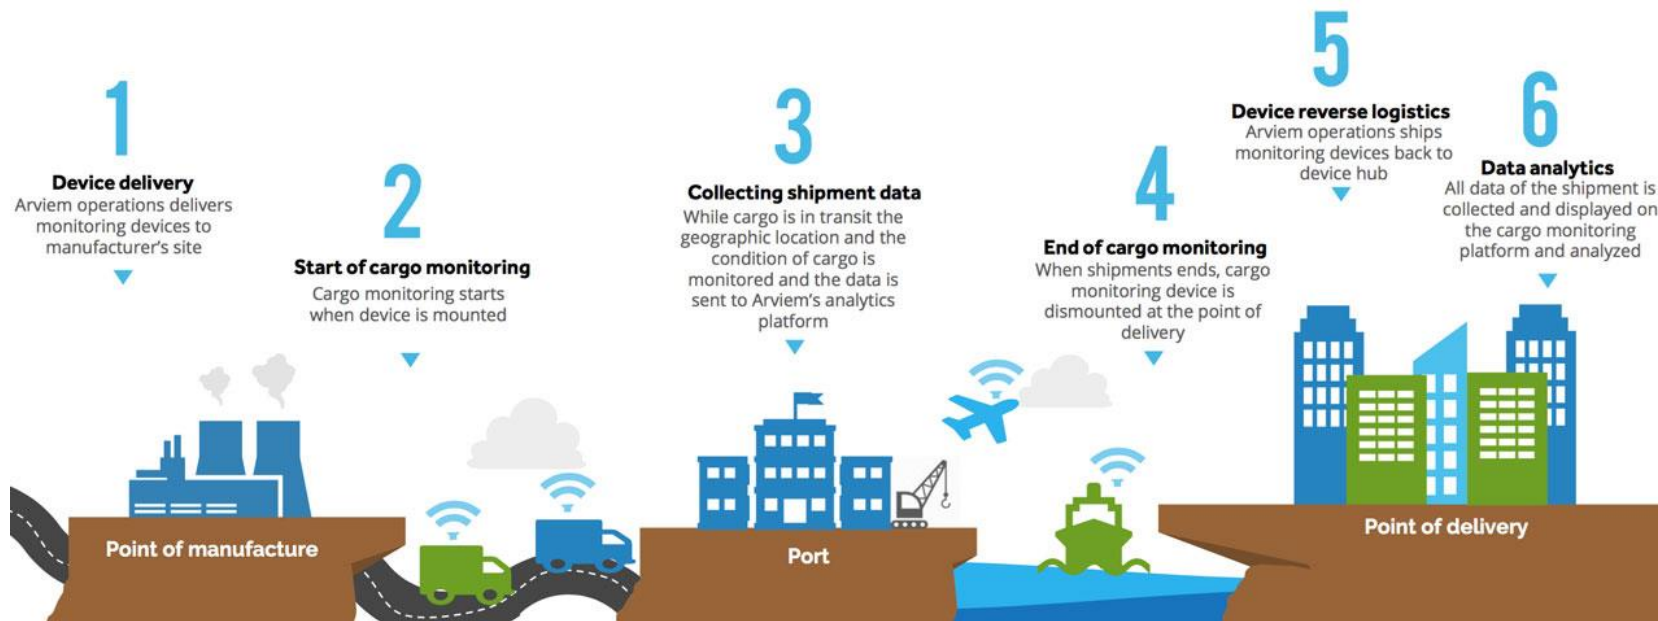 1
Device delivery
Arviem operations delivers
monitoring devices to
manufacturer's site
2
Start of cargo monitoring
Cargo monitoring starts
when device is mounted
3
Collecting shipment data
While cargo is in transit the
geographic location and the
condition of cargo is
monitored and the data is
sent to Arviem's analytics
platform
4
End of cargo monitoring
When shipments ends, cargo
monitoring device is
dismounted at the point of
delivery
5
Device reverse logistics
Arviem operations ships
monitoring devices back to
device hub
6
Data analytics
All data of the shipment is
collected and displayed on
the cargo monitoring
platform and analyzed
Point of manufacture
Port
Point of delivery